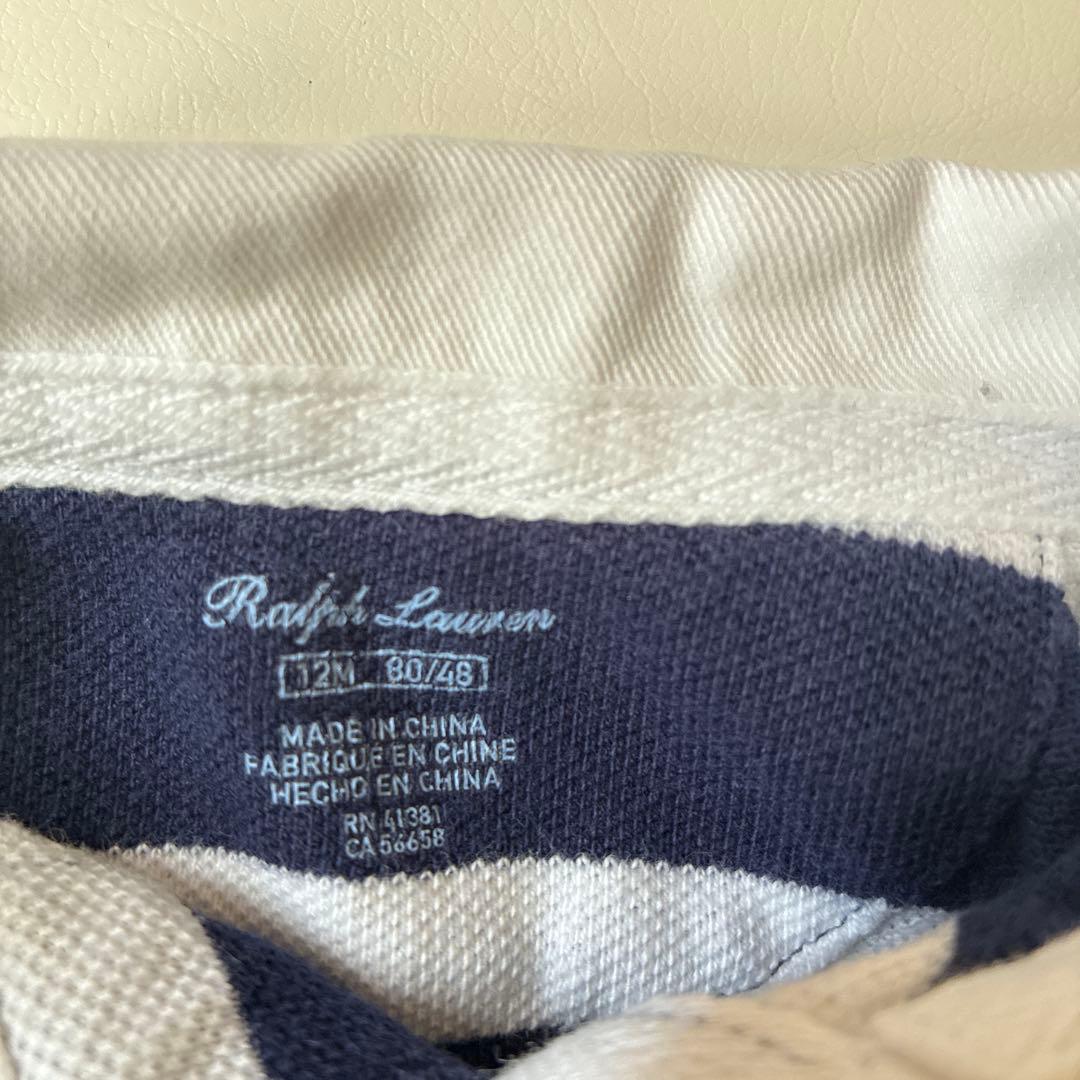 Ralph Lauren
12M 80/48
MADE IN CHINA
FABRIQUE EN CHINE
HECHO EN CHINA
RN 41381
CA 56658